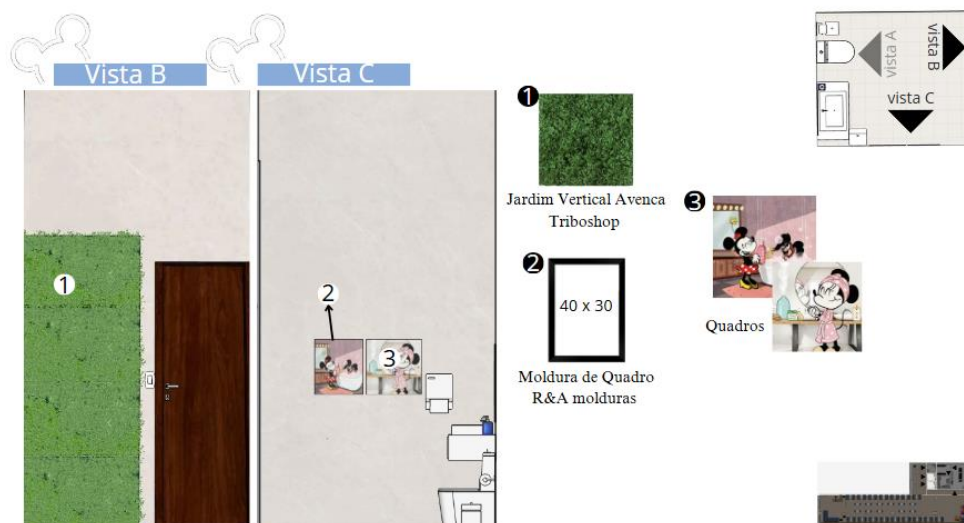 Vista B
Vista C
1
2
3
1
Jardim Vertical Avenca
Triboshop
2
40 x 30
Moldura de Quadro
R&A molduras
3
Quadros
vista A
vista B
vista C